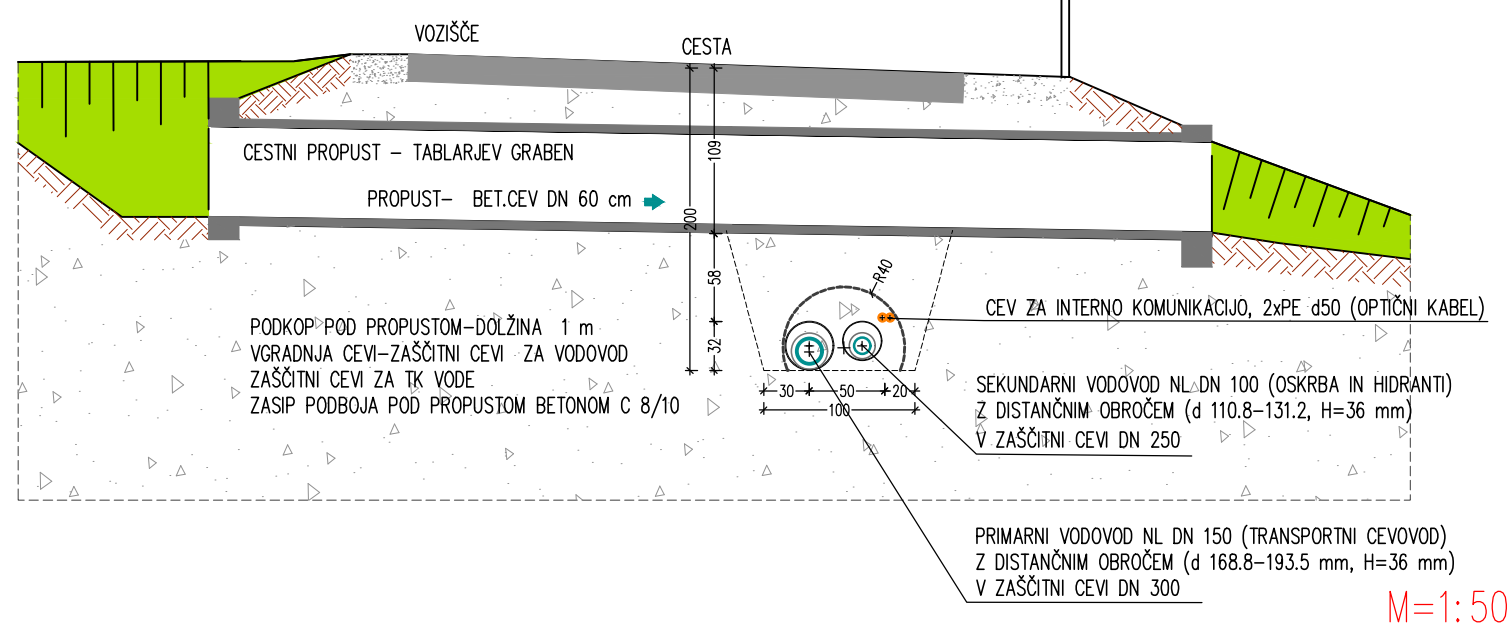 VOZIŠČE
CESTA
CESTNI PROPUST – TABLARJEV GRABEN
PROPUST– BET.CEV DN 60 cm
109
200
58
32
R40
30
50
20
100
PODKOP POD PROPUSTOM–DOLŽINA 1 m
VGRADNJA CEVI–ZAŠČITNI CEVI ZA VODOVOD
ZAŠČITNI CEVI ZA TK VODE
ZASIP PODBOJA POD PROPUSTOM BETONOM C 8/10
CEV ZA INTERNO KOMUNIKACIJO, 2xPE d50 (OPTIČNI KABEL)
SEKUNDARNI VODOVOD NL DN 100 (OSKRBA IN HIDRANTI)
Z DISTANČNIM OBROČEM (d 110.8–131.2, H=36 mm)
V ZAŠČITNI CEVI DN 250
PRIMARNI VODOVOD NL DN 150 (TRANSPORTNI CEVOVOD)
Z DISTANČNIM OBROČEM (d 168.8–193.5 mm, H=36 mm)
V ZAŠČITNI CEVI DN 300
M=1:50